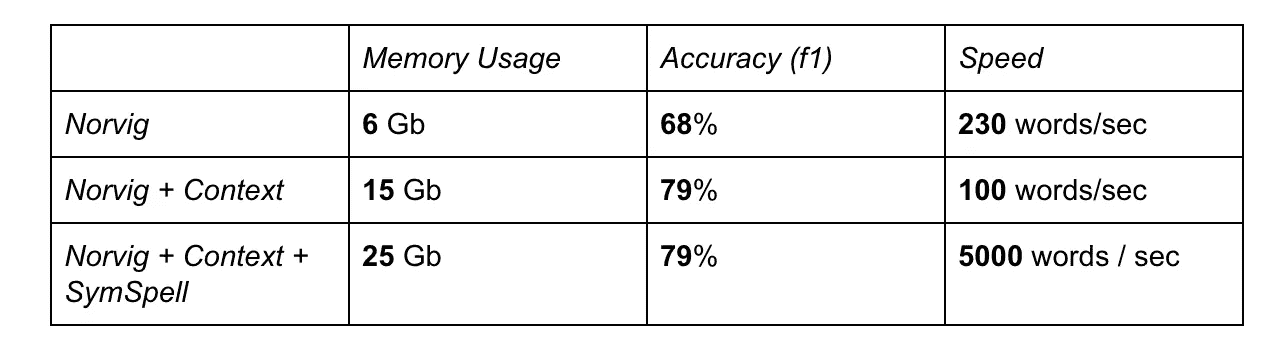 Memory Usage Accuracy (f1) Speed
Norvig 6 Gb 68% 230 words/sec
Norvig + Context 15 Gb 79% 100 words/sec
Norvig + Context + 25 Gb 79% 5000 words / sec
SymSpell